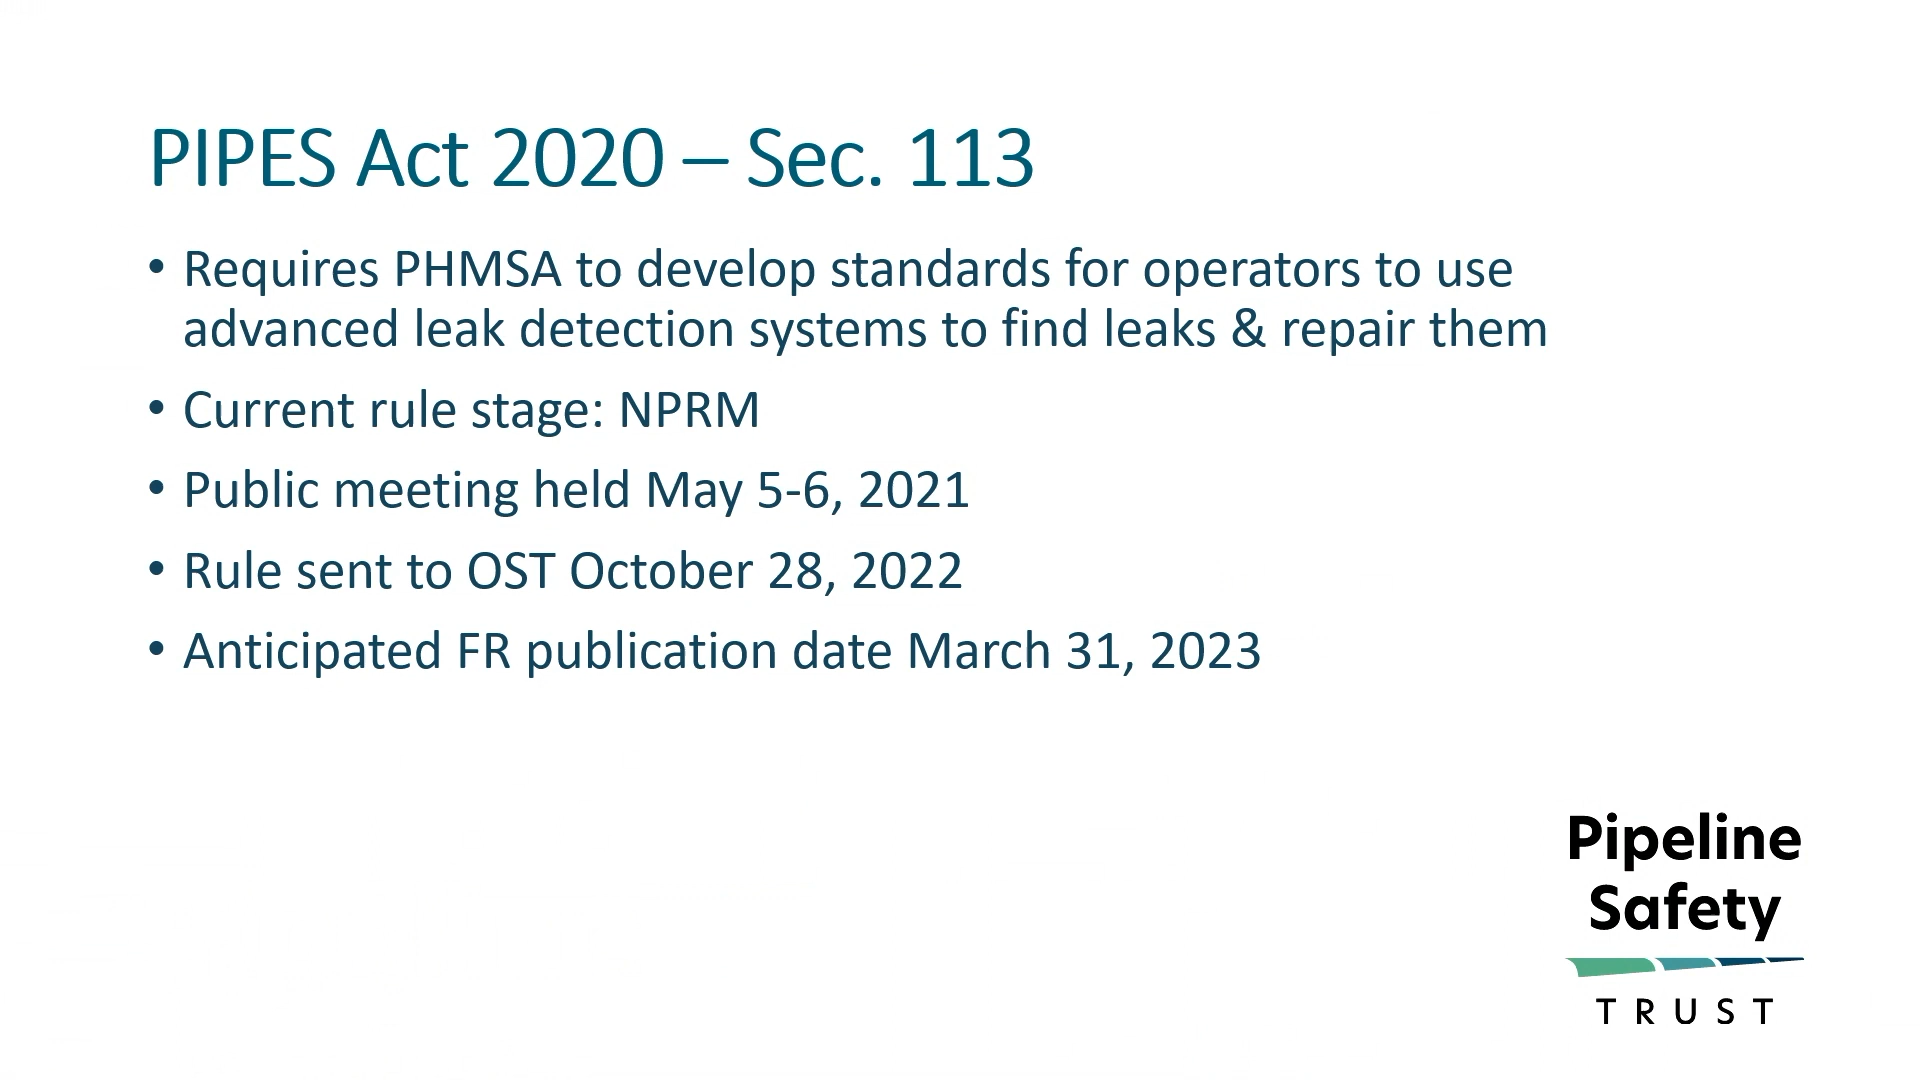 PIPES Act 2020 – Sec. 113
• Requires PHMSA to develop standards for operators to use
advanced leak detection systems to find leaks & repair them
• Current rule stage: NPRM
• Public meeting held May 5-6, 2021
• Rule sent to OST October 28, 2022
• Anticipated FR publication date March 31, 2023
Pipeline
Safety
TRUST